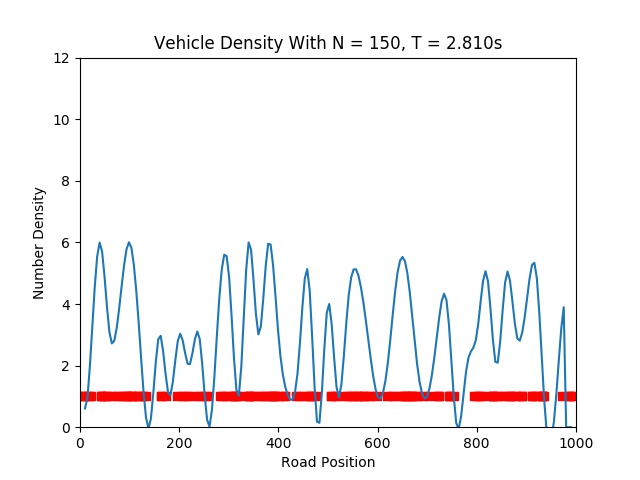 Vehicle Density With N = 150, T = 2.810s
12
10
8
6
4
2
0
Number Density
0 200 400 600 800 1000
Road Position